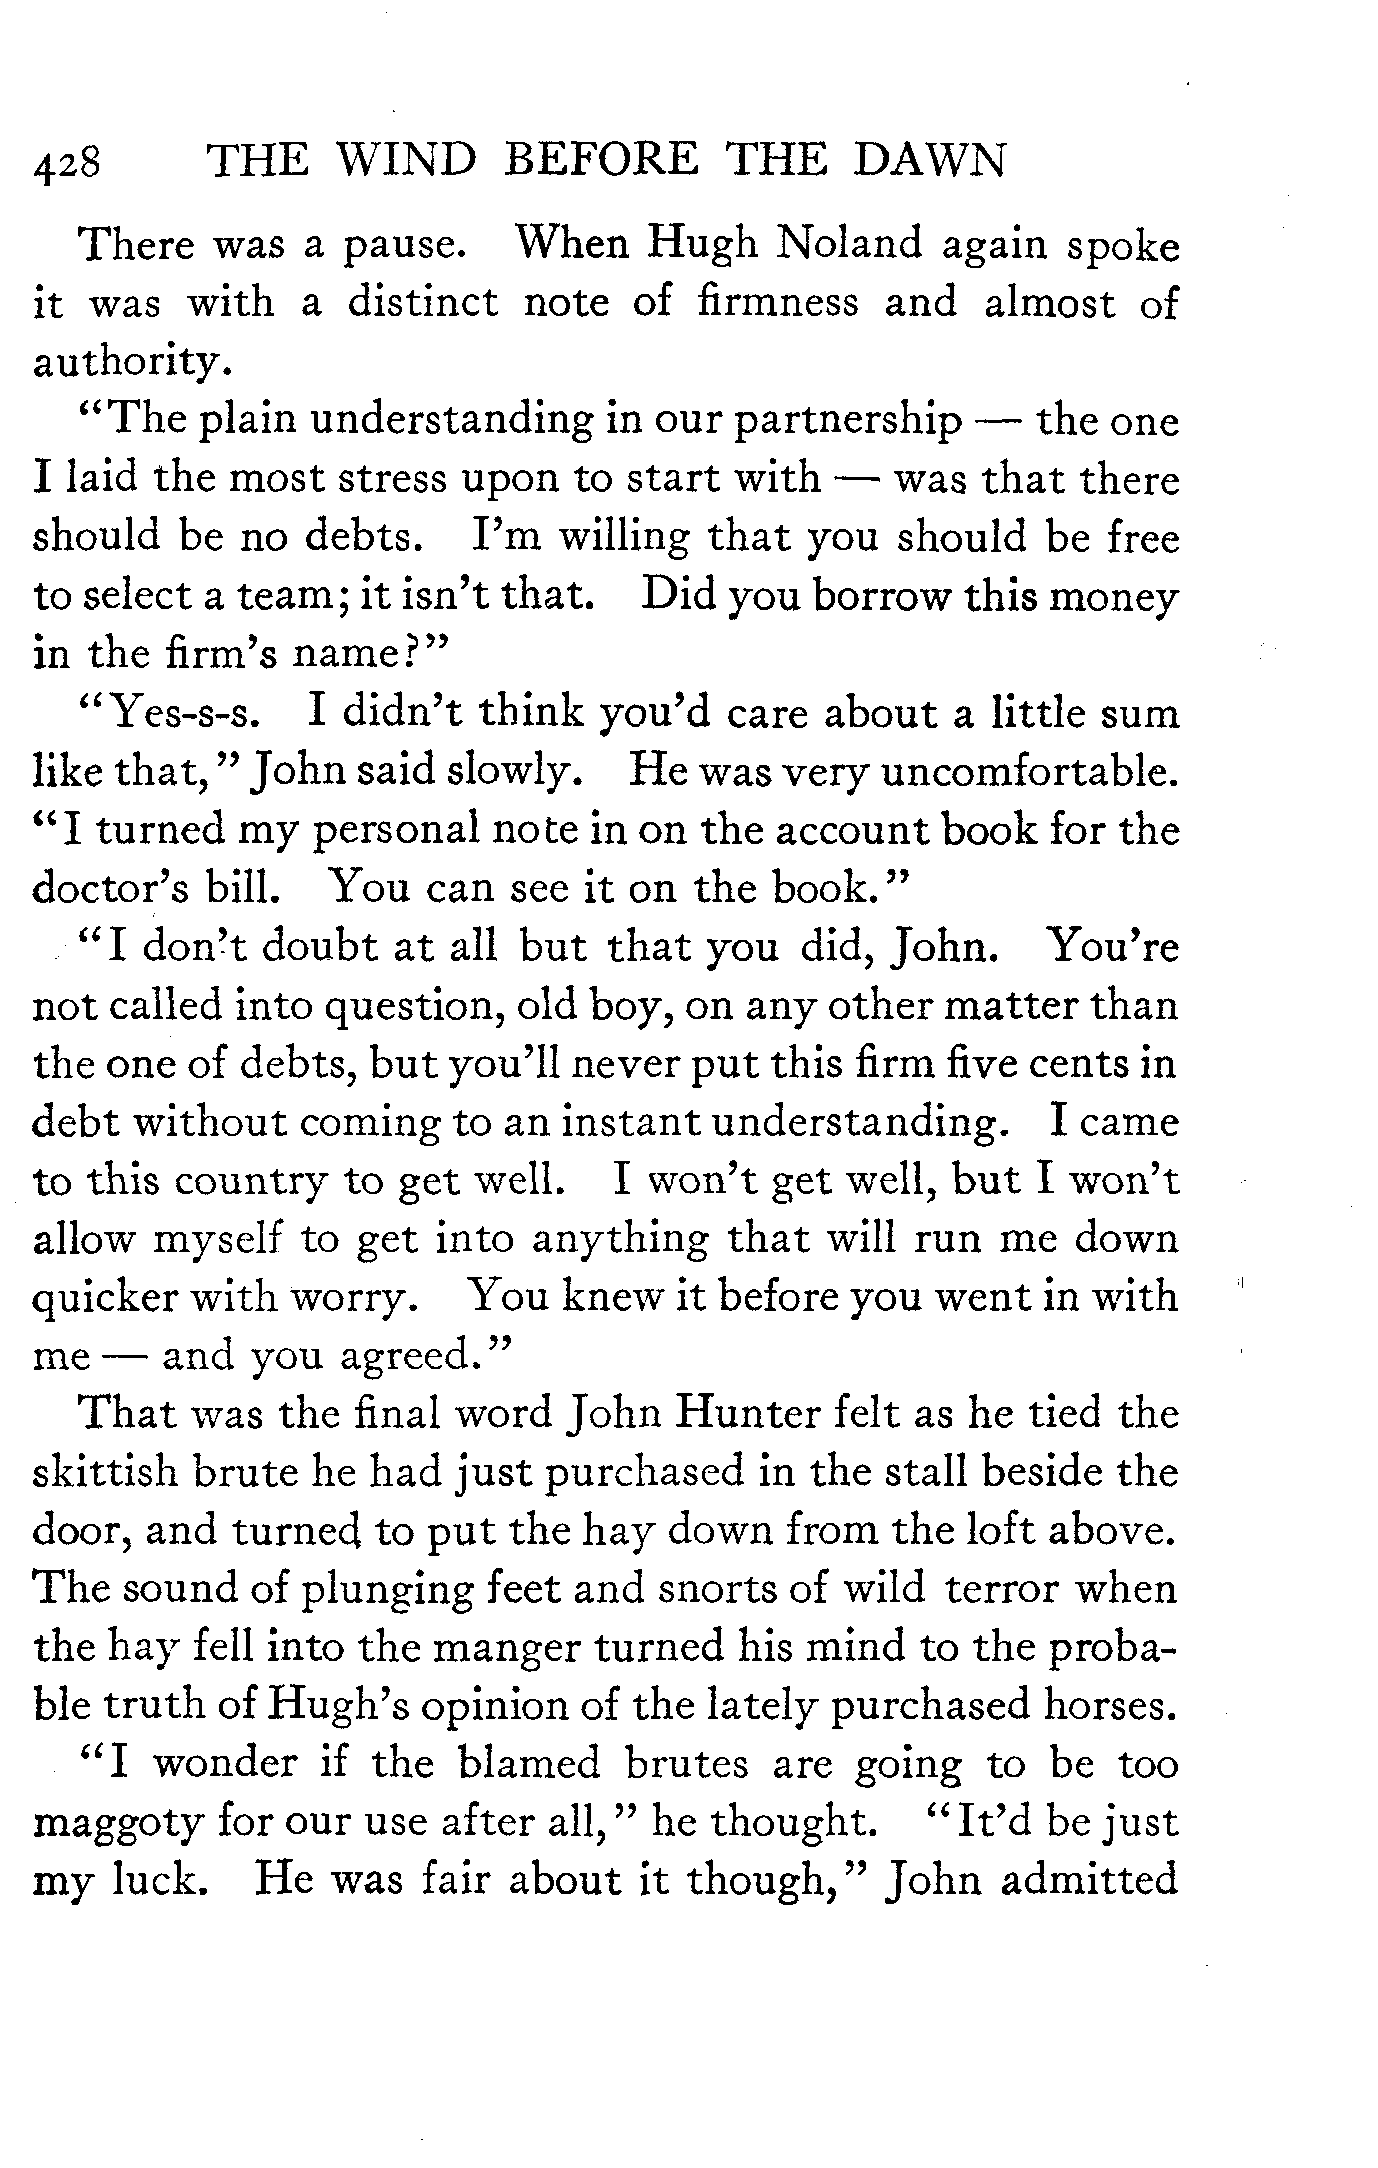 428 THE WIND BEFORE THE DAWN
There was a pause. When Hugh Noland again spoke
it was with a distinct note of firmness and almost of
authority.
"The plain understanding in our partnership — the one
I laid the most stress upon to start with — was that there
should be no debts. I'm willing that you should be free
to select a team; it isn't that. Did you borrow this money
in the firm's name?"
"Yes-s-s. I didn't think you'd care about a little sum
like that," John said slowly. He was very uncomfortable.
"I turned my personal note in on the account book for the
doctor's bill. You can see it on the book."
"I don't doubt at all but that you did, John. You're
not called into question, old boy, on any other matter than
the one of debts, but you'll never put this firm five cents in
debt without coming to an instant understanding. I came
to this country to get well. I won't get well, but I won't
allow myself to get into anything that will run me down
quicker with worry. You knew it before you went in with
me — and you agreed."
That was the final word John Hunter felt as he tied the
skittish brute he had just purchased in the stall beside the
door, and turned to put the hay down from the loft above.
The sound of plunging feet and snorts of wild terror when
the hay fell into the manger turned his mind to the proba-
ble truth of Hugh's opinion of the lately purchased horses.
"I wonder if the blamed brutes are going to be too
maggoty for our use after all," he thought. "It'd be just
my luck. He was fair about it though," John admitted